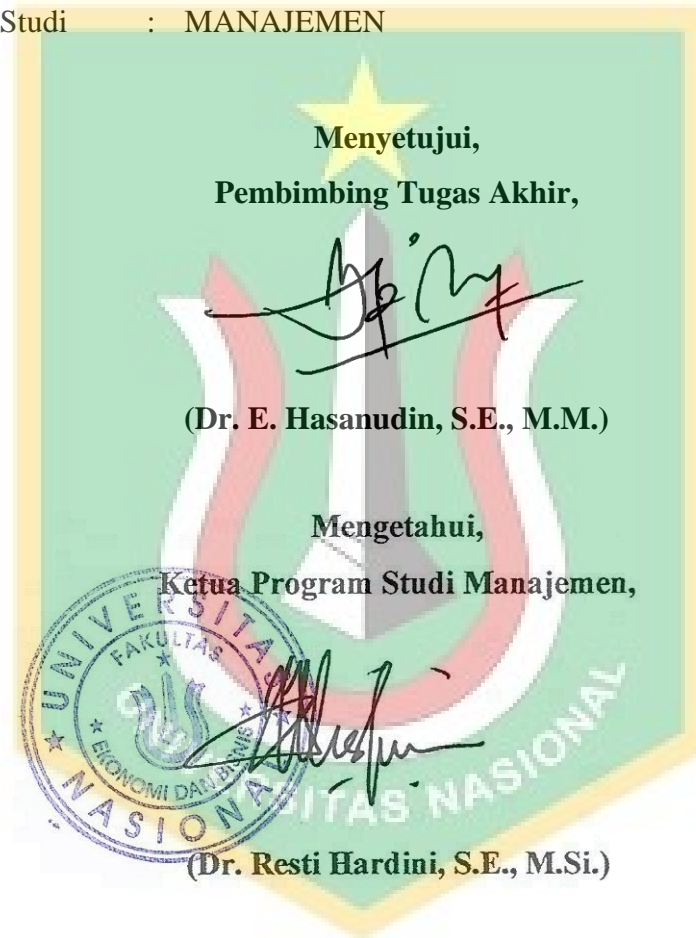 Studi : MANAJEMEN
Menyetujui,
Pembimbing Tugas Akhir,
(Dr. E. Hasanudin, S.E., M.M.)
Mengetahui,
Ketua Program Studi Manajemen,
UNIVERSITAS NASIONAL
FAKULTAS
EKONOMI DAN BISNIS
UNIVERSITAS NASIONAL
(Dr. Resti Hardini, S.E., M.Si.)